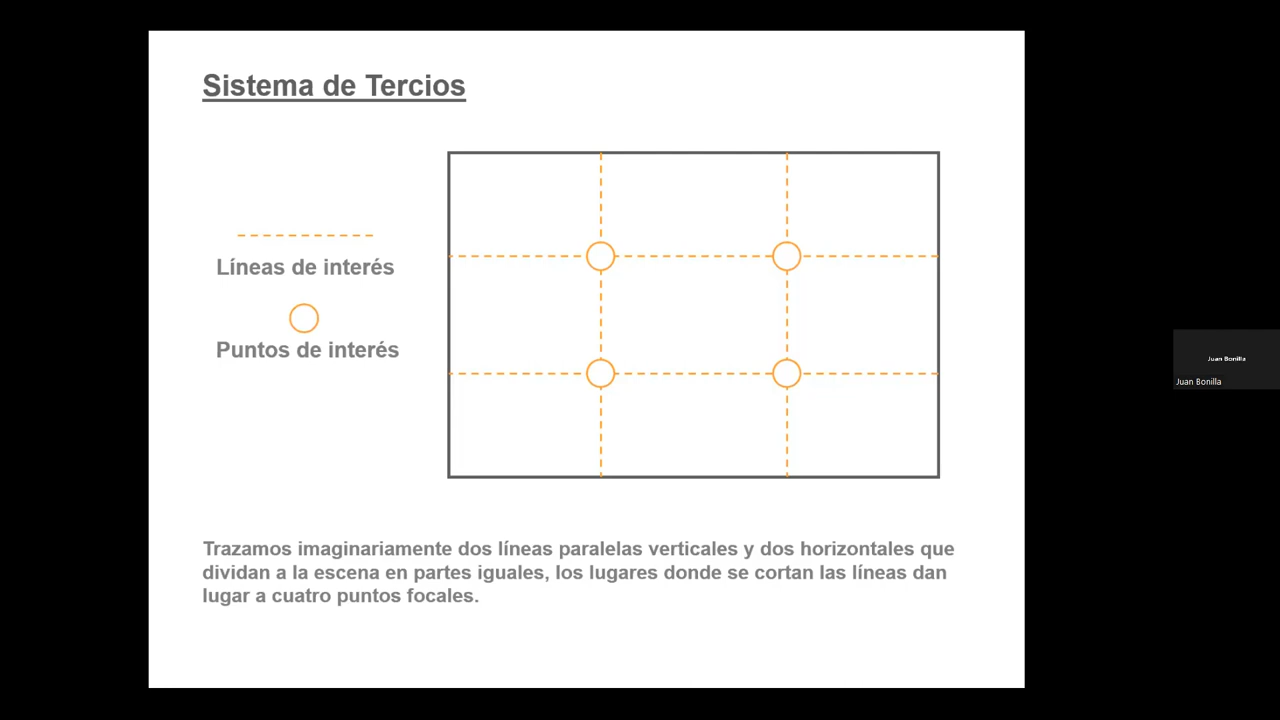 Sistema de Tercios
Líneas de interés
Puntos de interés
Trazamos imaginariamente dos líneas paralelas verticales y dos horizontales que
dividan a la escena en partes iguales, los lugares donde se cortan las líneas dan
lugar a cuatro puntos focales.
Juan Bonilla
Juan Bonilla